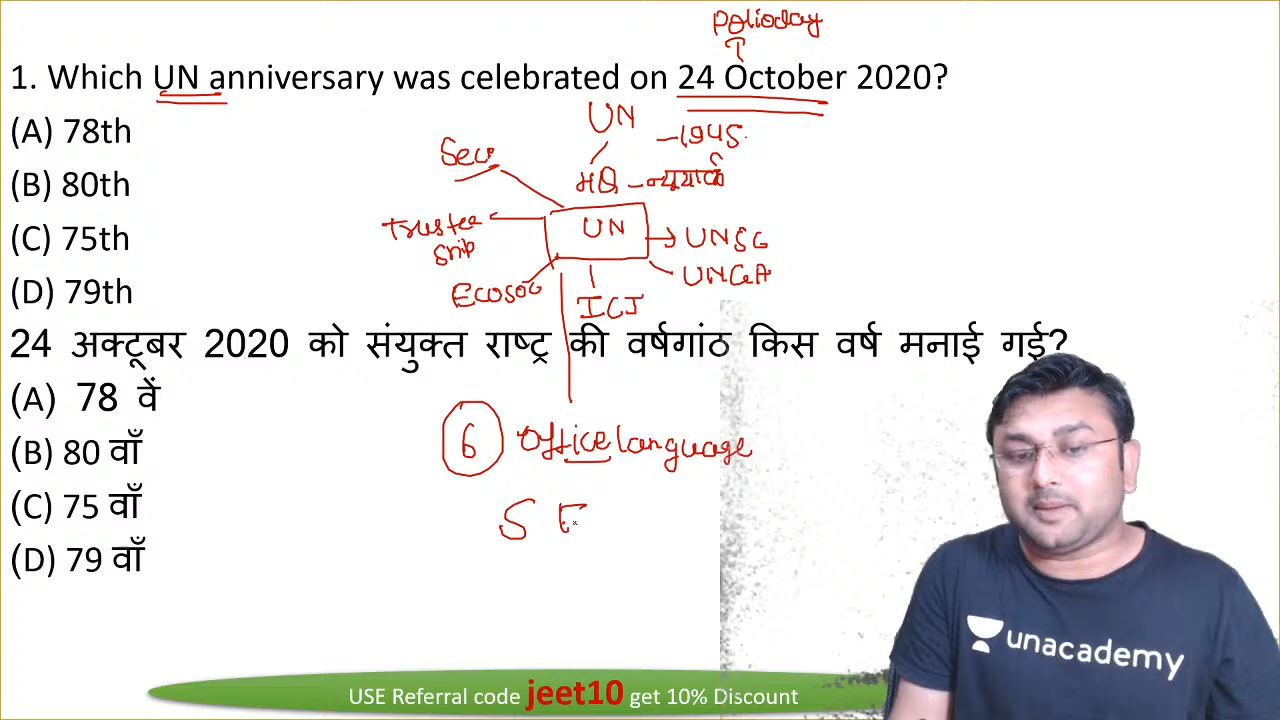 Polioday
1. Which UN anniversary was celebrated on 24 October 2020?
(A) 78th
(B) 80th
(C) 75th
(D) 79th
UN
-1945.
Sec
HQ - न्यूयार्क
UN
Trustee
ship
UNSG
UNGA
Ecosoc
ICJ
24 अक्टूबर 2020 को संयुक्त राष्ट्र की वर्षगांठ किस वर्ष मनाई गई?
(A) 78 वें
(B) 80 वाँ
(C) 75 वाँ
(D) 79 वाँ
6 Office language
S F
unacademy
USE Referral code jeet10 get 10% Discount